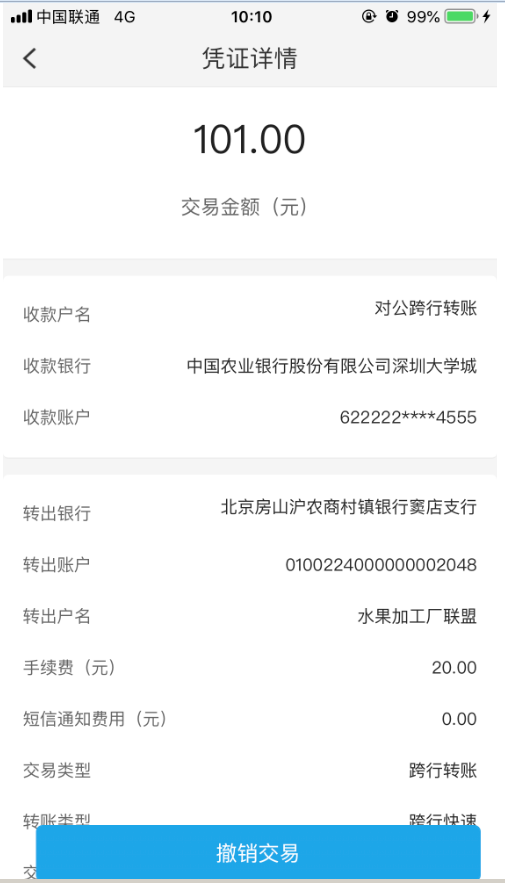 中国联通 4G 10:10 99%
凭证详情
101.00
交易金额（元）
收款户名 对公跨行转账
收款银行 中国农业银行股份有限公司深圳大学城
收款账户 622222****4555
转出银行 北京房山沪农商村镇银行窦店支行
转出账户 0100224000000002048
转出户名 水果加工厂联盟
手续费（元） 20.00
短信通知费用（元） 0.00
交易类型 跨行转账
转账类型 跨行快速
交
撤销交易